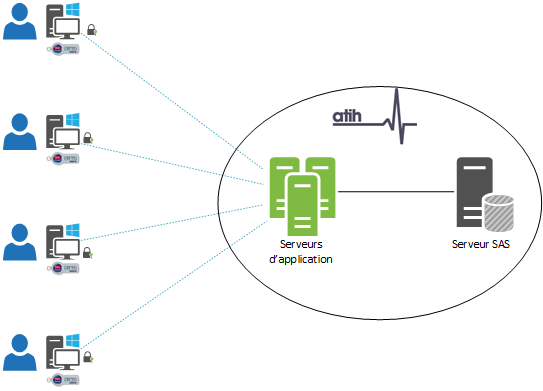 atih
Serveurs
d'application
Serveur SAS